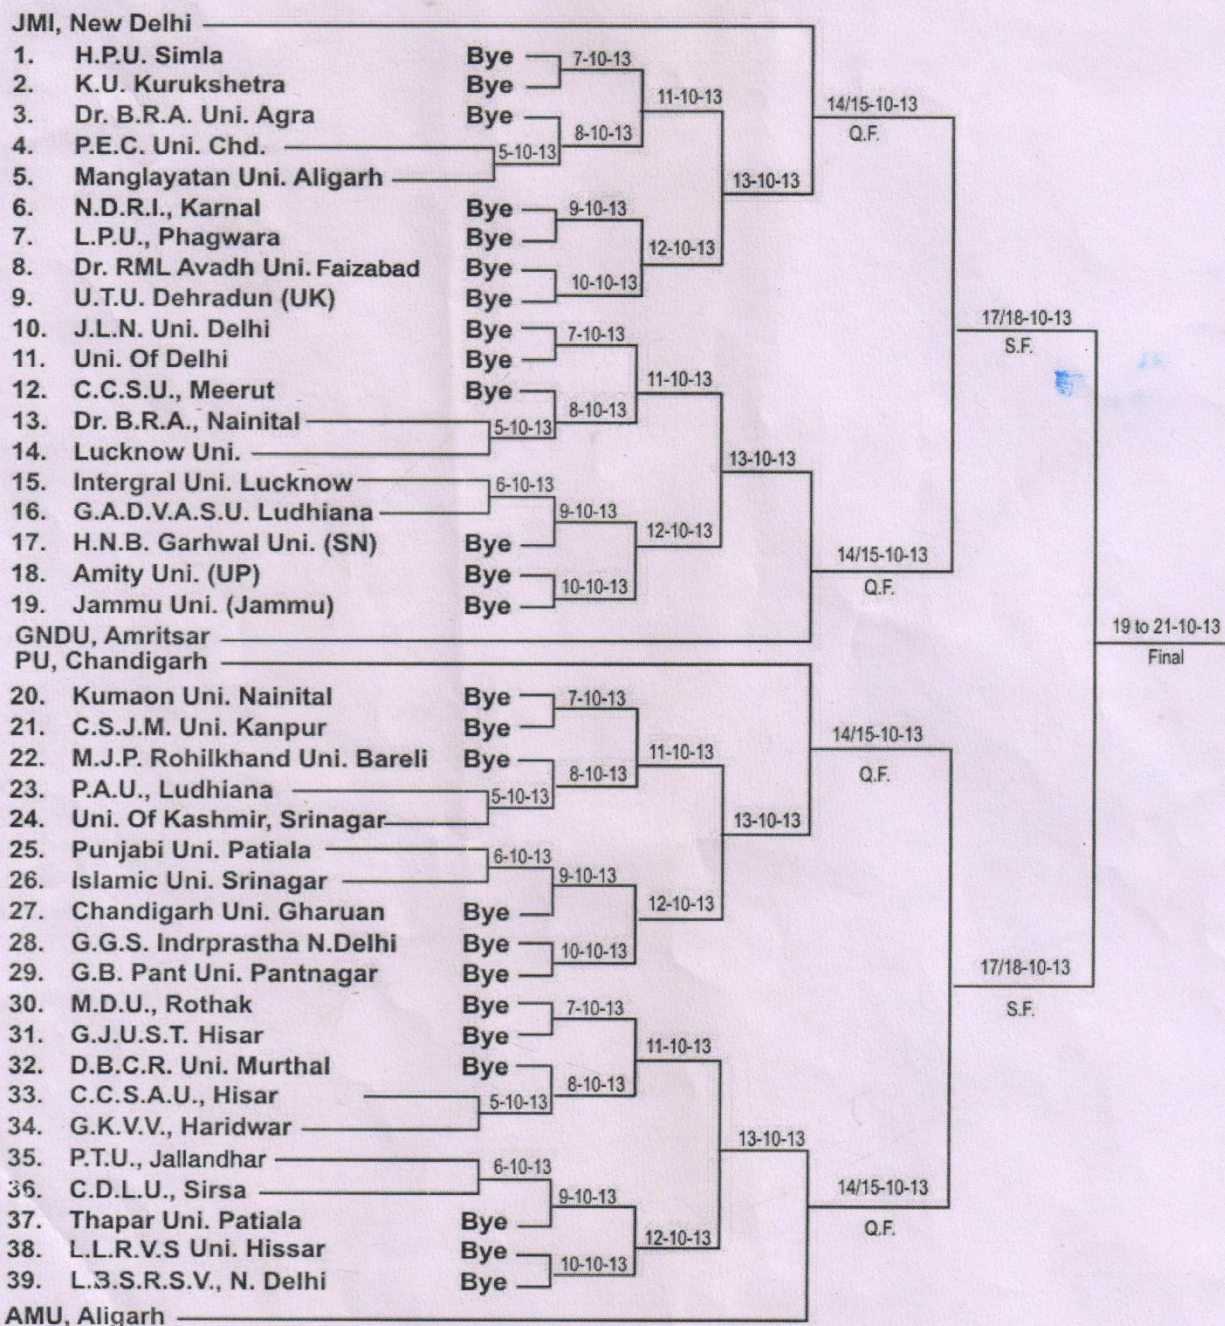 JMI, New Delhi
1. H.P.U. Simla Bye 7-10-13
2. K.U. Kurukshetra Bye
11-10-13 14/15-10-13
3. Dr. B.R.A. Uni. Agra Bye Q.F.
8-10-13
4. P.E.C. Uni. Chd. 5-10-13
5. Manglayatan Uni. Aligarh 13-10-13
6. N.D.R.I., Karnal Bye 9-10-13
7. L.P.U., Phagwara Bye
12-10-13
8. Dr. RML Avadh Uni. Faizabad Bye 10-10-13
9. U.T.U. Dehradun (UK) Bye
10. J.L.N. Uni. Delhi Bye 7-10-13 17/18-10-13
S.F.
11. Uni. Of Delhi Bye
11-10-13
12. C.C.S.U., Meerut Bye
8-10-13
13. Dr. B.R.A., Nainital 5-10-13
14. Lucknow Uni. 13-10-13
15. Intergral Uni. Lucknow 6-10-13
16. G.A.D.V.A.S.U. Ludhiana 9-10-13
12-10-13
17. H.N.B. Garhwal Uni. (SN) Bye 14/15-10-13
18. Amity Uni. (UP) Bye 10-10-13 Q.F.
19. Jammu Uni. (Jammu) Bye
GNDU, Amritsar 19 to 21-10-13
PU, Chandigarh Final
20. Kumaon Uni. Nainital Bye 7-10-13
21. C.S.J.M. Uni. Kanpur Bye 14/15-10-13
11-10-13
22. M.J.P. Rohilkhand Uni. Bareli Bye 8-10-13 Q.F.
23. P.A.U., Ludhiana 5-10-13
24. Uni. Of Kashmir, Srinagar 13-10-13
25. Punjabi Uni. Patiala 6-10-13
26. Islamic Uni. Srinagar 9-10-13
12-10-13
27. Chandigarh Uni. Gharuan Bye
28. G.G.S. Indrprastha N.Delhi Bye 10-10-13
29. G.B. Pant Uni. Pantnagar Bye 17/18-10-13
30. M.D.U., Rothak Bye 7-10-13 S.F.
31. G.J.U.S.T. Hisar Bye
11-10-13
32. D.B.C.R. Uni. Murthal Bye
8-10-13
33. C.C.S.A.U., Hisar 5-10-13
34. G.K.V.V., Haridwar
13-10-13
35. P.T.U., Jallandhar 6-10-13
36. C.D.L.U., Sirsa 9-10-13 14/15-10-13
37. Thapar Uni. Patiala Bye Q.F.
12-10-13
38. L.L.R.V.S Uni. Hissar Bye 10-10-13
39. L.B.S.R.S.V., N. Delhi Bye
AMU, Aligarh